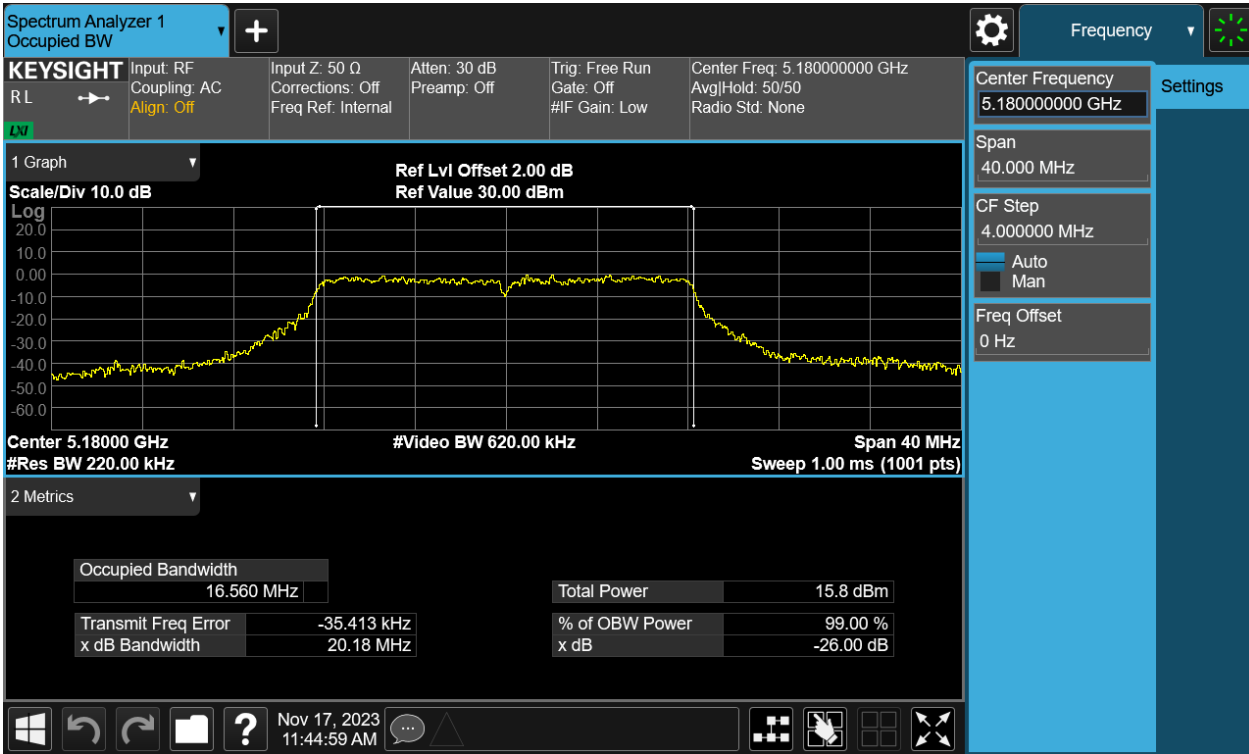 Spectrum Analyzer 1
Occupied BW
Frequency
KEYSIGHT
R L
LXI
Input: RF
Coupling: AC
Align: Off
Input Z: 50 Ω
Corrections: Off
Freq Ref: Internal
Atten: 30 dB
Preamp: Off
Trig: Free Run
Gate: Off
#IF Gain: Low
Center Freq: 5.180000000 GHz
Avg|Hold: 50/50
Radio Std: None
Center Frequency
5.180000000 GHz
Settings
Span
40.000 MHz
CF Step
4.000000 MHz
Auto
Man
Freq Offset
0 Hz
1 Graph
Scale/Div 10.0 dB
Ref Lvl Offset 2.00 dB
Ref Value 30.00 dBm
Log
20.0
10.0
0.00
-10.0
-20.0
-30.0
-40.0
-50.0
-60.0
Center 5.18000 GHz
#Video BW 620.00 kHz
Span 40 MHz
#Res BW 220.00 kHz
Sweep 1.00 ms (1001 pts)
2 Metrics
Occupied Bandwidth
16.560 MHz
Total Power 15.8 dBm
Transmit Freq Error -35.413 kHz
% of OBW Power 99.00 %
x dB Bandwidth 20.18 MHz
x dB -26.00 dB
?
Nov 17, 2023
11:44:59 AM